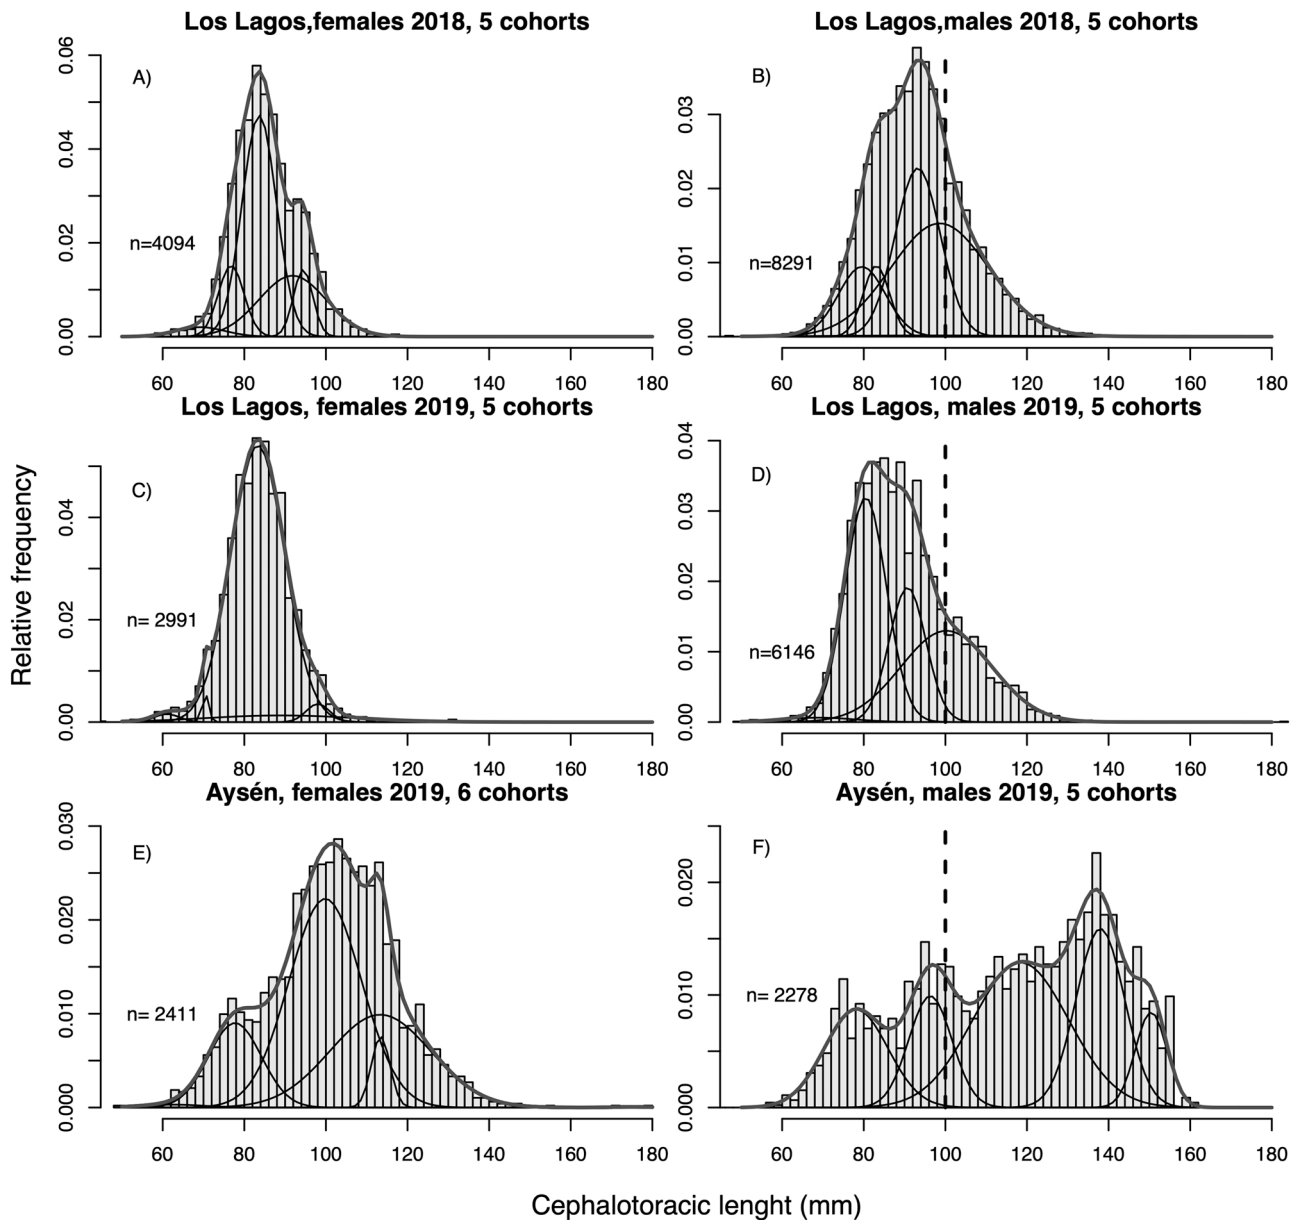 Los Lagos,females 2018, 5 cohorts
A)
n=4094
0.00 0.02 0.04 0.06
60 80 100 120 140 160 180
Los Lagos,males 2018, 5 cohorts
B)
n=8291
0.00 0.01 0.02 0.03
60 80 100 120 140 160 180
Los Lagos, females 2019, 5 cohorts
C)
n= 2991
0.00 0.02 0.04
60 80 100 120 140 160 180
Los Lagos, males 2019, 5 cohorts
D)
n=6146
0.00 0.01 0.02 0.03 0.04
60 80 100 120 140 160 180
Aysén, females 2019, 6 cohorts
E)
n= 2411
0.000 0.010 0.020 0.030
60 80 100 120 140 160 180
Aysén, males 2019, 5 cohorts
F)
n= 2278
0.000 0.010 0.020
60 80 100 120 140 160 180
Relative frequency
Cephalotoracic lenght (mm)